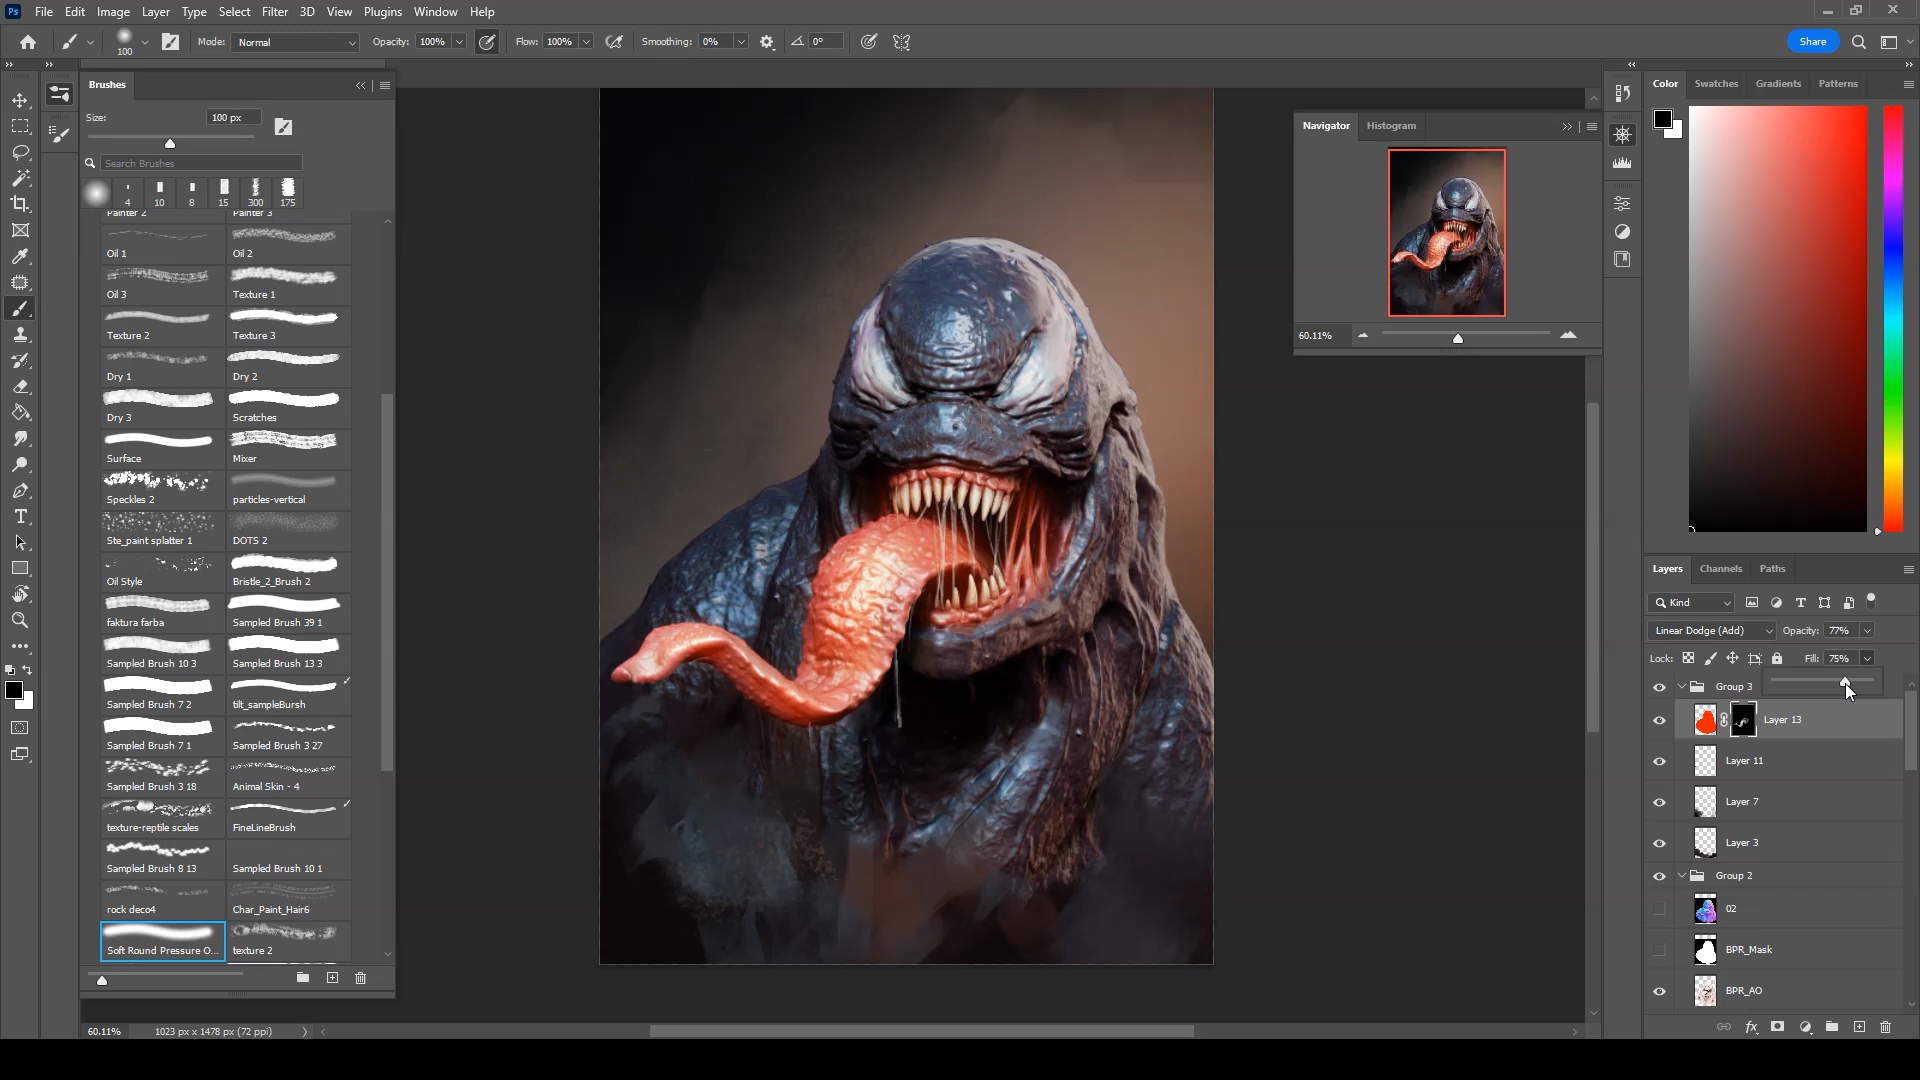 Ps File Edit Image Layer Type Select Filter 3D View Plugins Window Help
100 Mode: Normal Opacity: 100% Flow: 100% Smoothing: 0% 0° Share
Brushes
Size: 100 px
Search Brushes
4 10 8 15 300 175
Painter 2 Painter 3
Oil 1 Oil 2
Oil 3 Texture 1
Texture 2 Texture 3
Dry 1 Dry 2
Dry 3 Scratches
Surface Mixer
Speckles 2 particles-vertical
Ste_paint splatter 1 DOTS 2
Oil Style Bristle_2_Brush 2
faktura farba Sampled Brush 39 1
Sampled Brush 10 3 Sampled Brush 13 3
Sampled Brush 7 2 tilt_sampleBursh
Sampled Brush 7 1 Sampled Brush 3 27
Sampled Brush 3 18 Animal Skin - 4
texture-reptile scales FineLineBrush
Sampled Brush 8 13 Sampled Brush 10 1
rock deco4 Char_Paint_Hair6
Soft Round Pressure O... texture 2
60.11% 1023 px x 1478 px (72 ppi)
Navigator Histogram
60.11%
Color Swatches Gradients Patterns
Layers Channels Paths
Kind
Linear Dodge (Add) Opacity: 77%
Lock: Fill: 75%
Group 3
Layer 13
Layer 11
Layer 7
Layer 3
Group 2
02
BPR_Mask
BPR_AO
fx